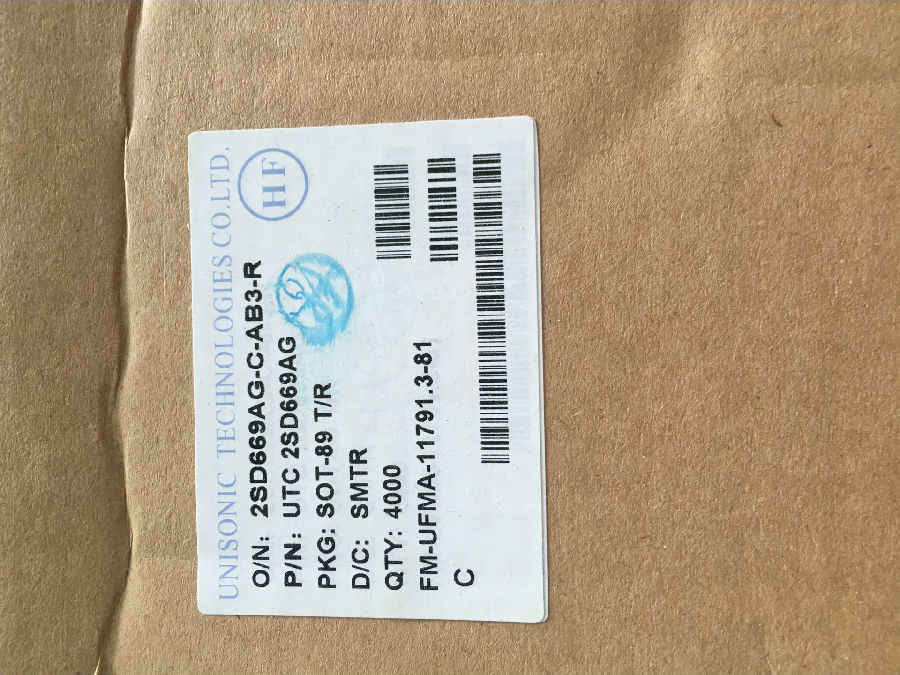 UNISONIC TECHNOLOGIES CO.LTD.
HF
O/N: 2SD669AG-C-AB3-R
P/N: UTC 2SD669AG
PKG: SOT-89 T/R
D/C: SMTR
QTY: 4000
FM-UFMA-11791.3-81
C